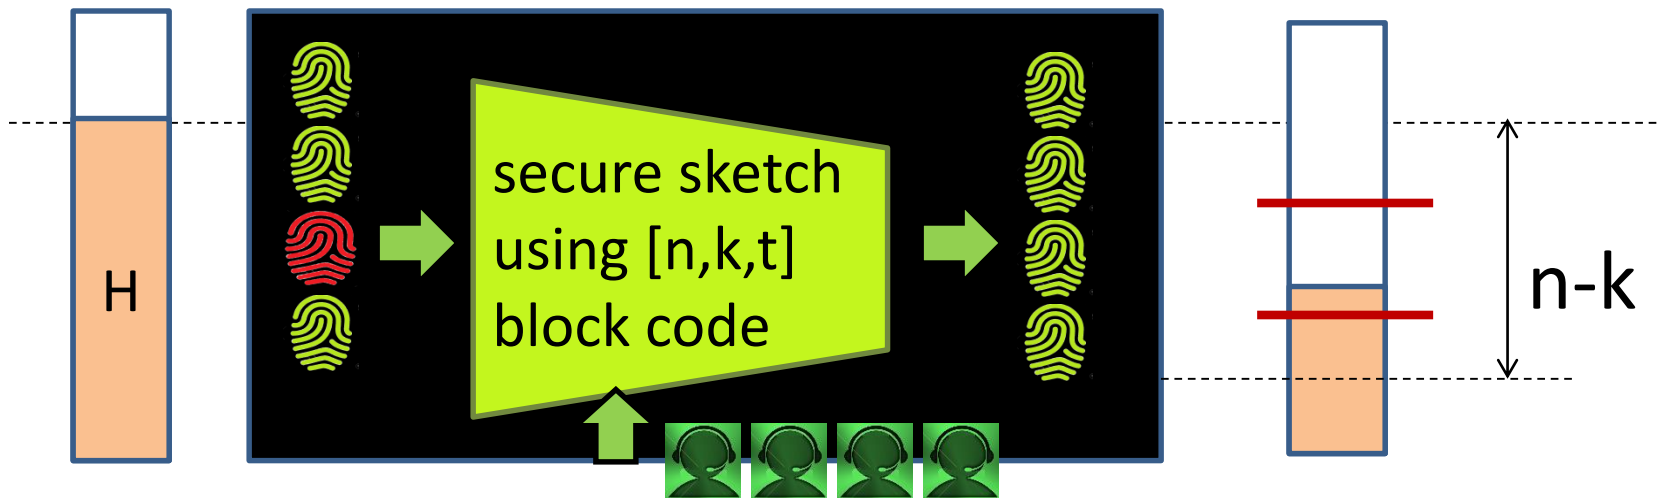 H
secure sketch
using [n,k,t]
block code
n-k